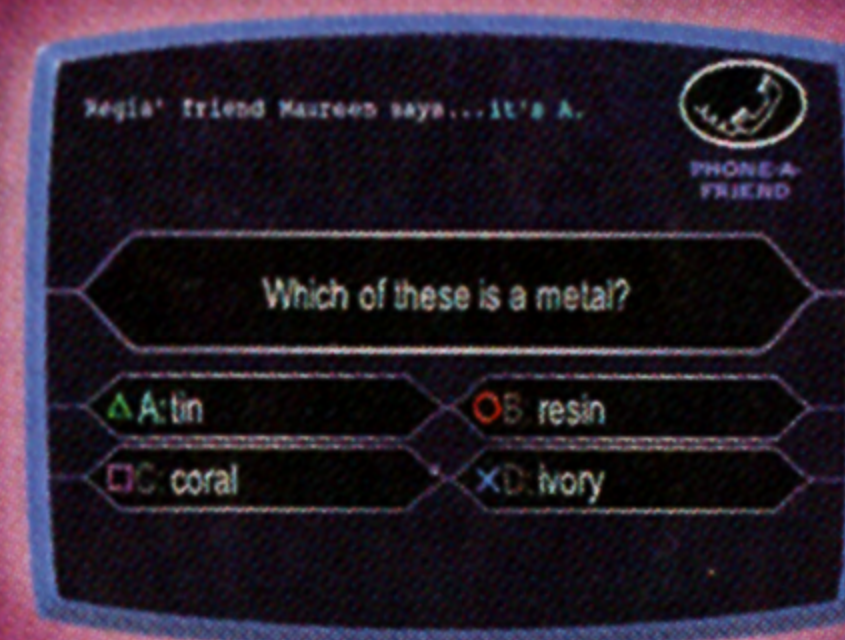 Regis' friend Maureen says...it's A.
PHONE-A-
FRIEND
Which of these is a metal?
A: tin
B: resin
C: coral
D: ivory